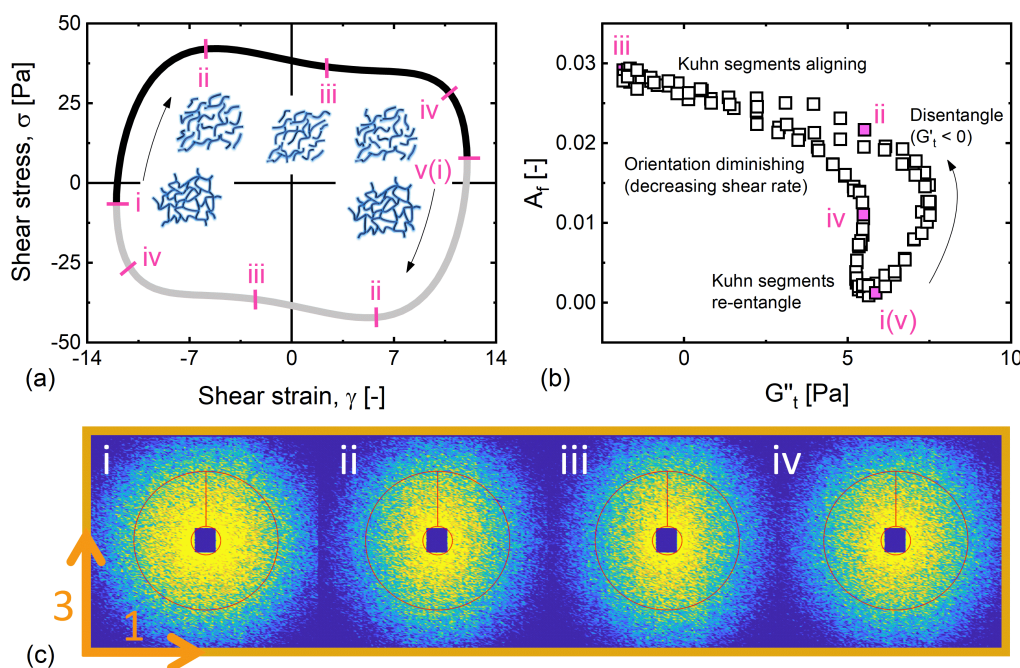 50
25
0
-25
-50
-14
-7
0
7
14
Shear stress, σ [Pa]
Shear strain, γ [-]
i
ii
iii
iv
v(i)
iv
iii
ii
(a)
0.03
0.02
0.01
0.00
0
5
10
A_f [-]
G"_t [Pa]
iii
Kuhn segments aligning
ii
Disentangle
(G'_t < 0)
Orientation diminishing
(decreasing shear rate)
iv
Kuhn segments
re-entangle
i(v)
(b)
i
ii
iii
iv
3
1
(c)